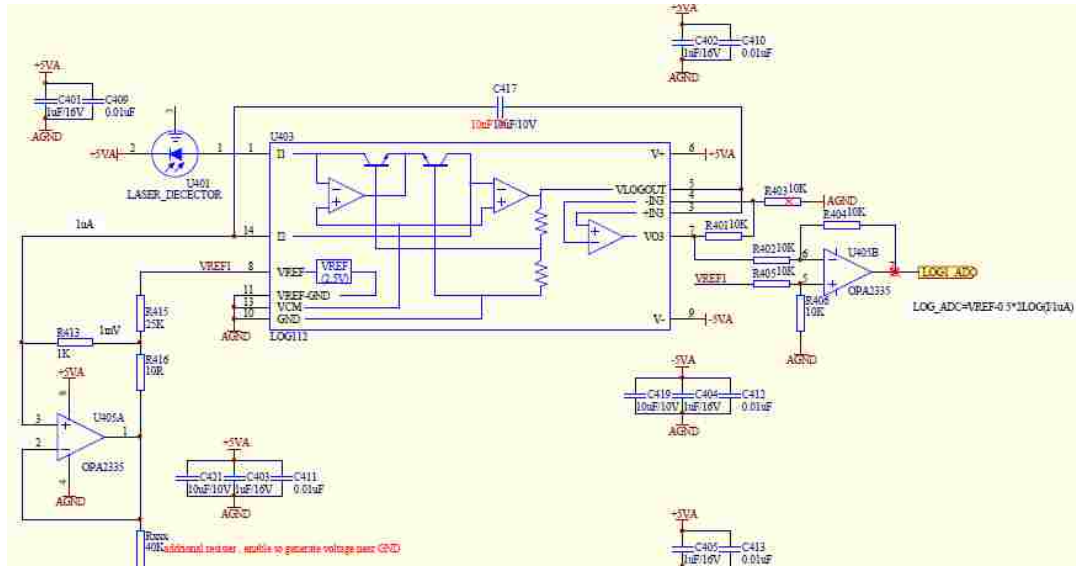 +5VA
C402
1uF/16V
C410
0.01uF
AGND
+5VA
C401
1uF/16V
C409
0.01uF
AGND
C417
10uF/10V
3
+5VA
2
1
U401
LASER_DECECTOR
U403
1
I1
V+
6
+5VA
VLOGOUT
5
-IN3
4
+IN3
3
VO3
7
R403
10K
AGND
R401
10K
R404
10K
R402
10K
R405
10K
VREF1
6
5
U405B
OPA2335
LOG1_ADC
LOG_ADC=VREF-0.5*2LOG(I/1uA)
10K
AGND
1uA
14
I2
VREF1
8
VREF
VREF
(2.5V)
11
VREF-GND
13
VCM
10
GND
AGND
LOG112
V-
9
-5VA
R415
25K
R413
1K
1mV
R416
10R
+5VA
8
3
2
1
U405A
OPA2335
4
AGND
-5VA
C419
10uF/10V
C404
1uF/16V
C412
0.01uF
AGND
+5VA
C421
10uF/10V
C403
1uF/16V
C411
0.01uF
AGND
Rxxx
40K
additional resister , enable to generate voltage near GND
+5VA
C405
1uF/16V
C413
0.01uF